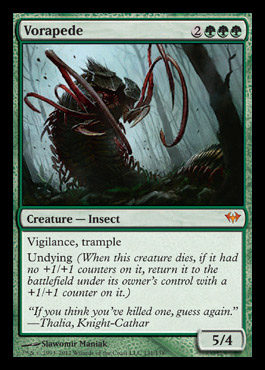 Vorapede 2
Creature — Insect
Vigilance, trample
Undying (When this creature dies, if it had
no +1/+1 counters on it, return it to the
battlefield under its owner's control with a
+1/+1 counter on it.)
"If you think you've killed one, guess again."
—Thalia, Knight-Cathar
5/4
Slawomir Maniak